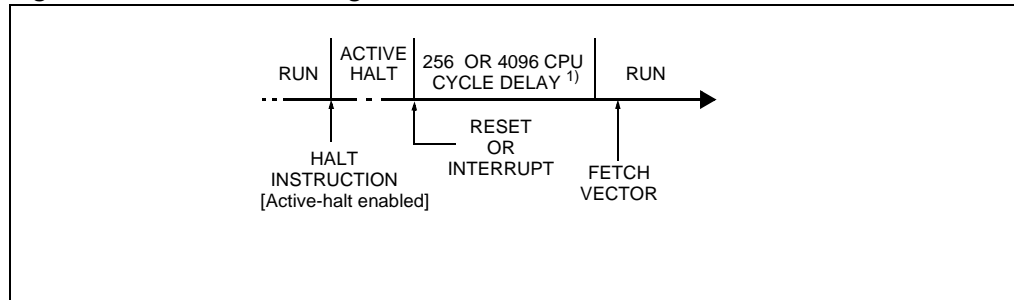 RUN
ACTIVE
HALT
256 OR 4096 CPU
CYCLE DELAY 1)
RUN
HALT
INSTRUCTION
[Active-halt enabled]
RESET
OR
INTERRUPT
FETCH
VECTOR